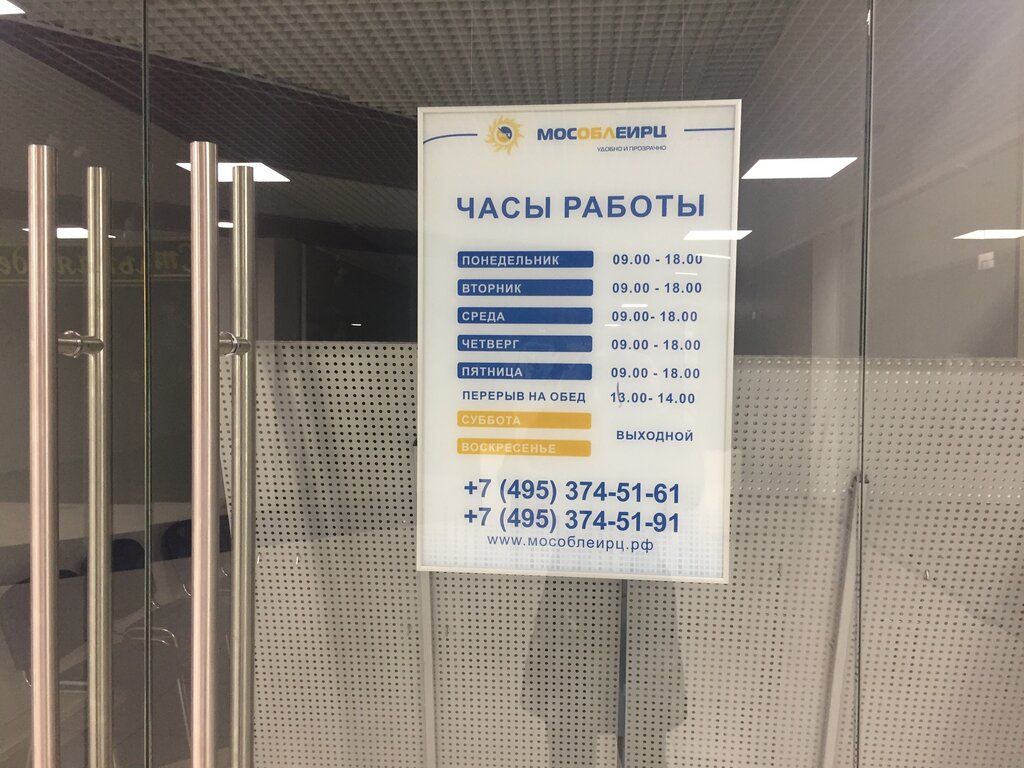 МОСОБЛЕИРЦ
УДОБНО И ПРОЗРАЧНО
ЧАСЫ РАБОТЫ
ПОНЕДЕЛЬНИК 09.00 - 18.00
ВТОРНИК 09.00 - 18.00
СРЕДА 09.00- 18.00
ЧЕТВЕРГ 09.00 - 18.00
ПЯТНИЦА 09.00 - 18.00
ПЕРЕРЫВ НА ОБЕД 13.00- 14.00
СУББОТА
ВЫХОДНОЙ
ВОСКРЕСЕНЬЕ
+7 (495) 374-51-61
+7 (495) 374-51-91
www.мособлеирц.рф